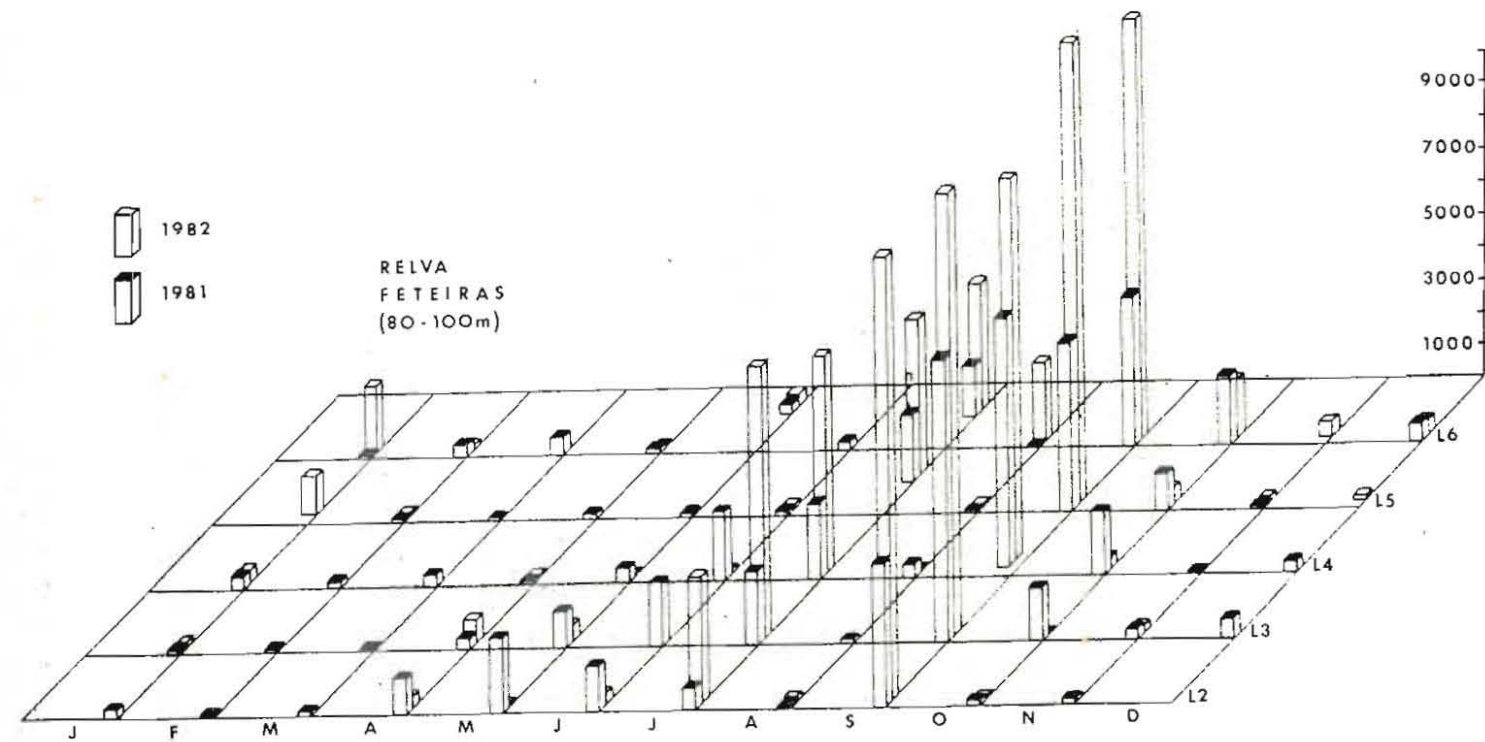 9000
7000
5000
3000
1000
1982
1981
RELVA
FETEIRAS
(80-100m)
L6
L5
L4
L3
L2
J F M A M J J A S O N D